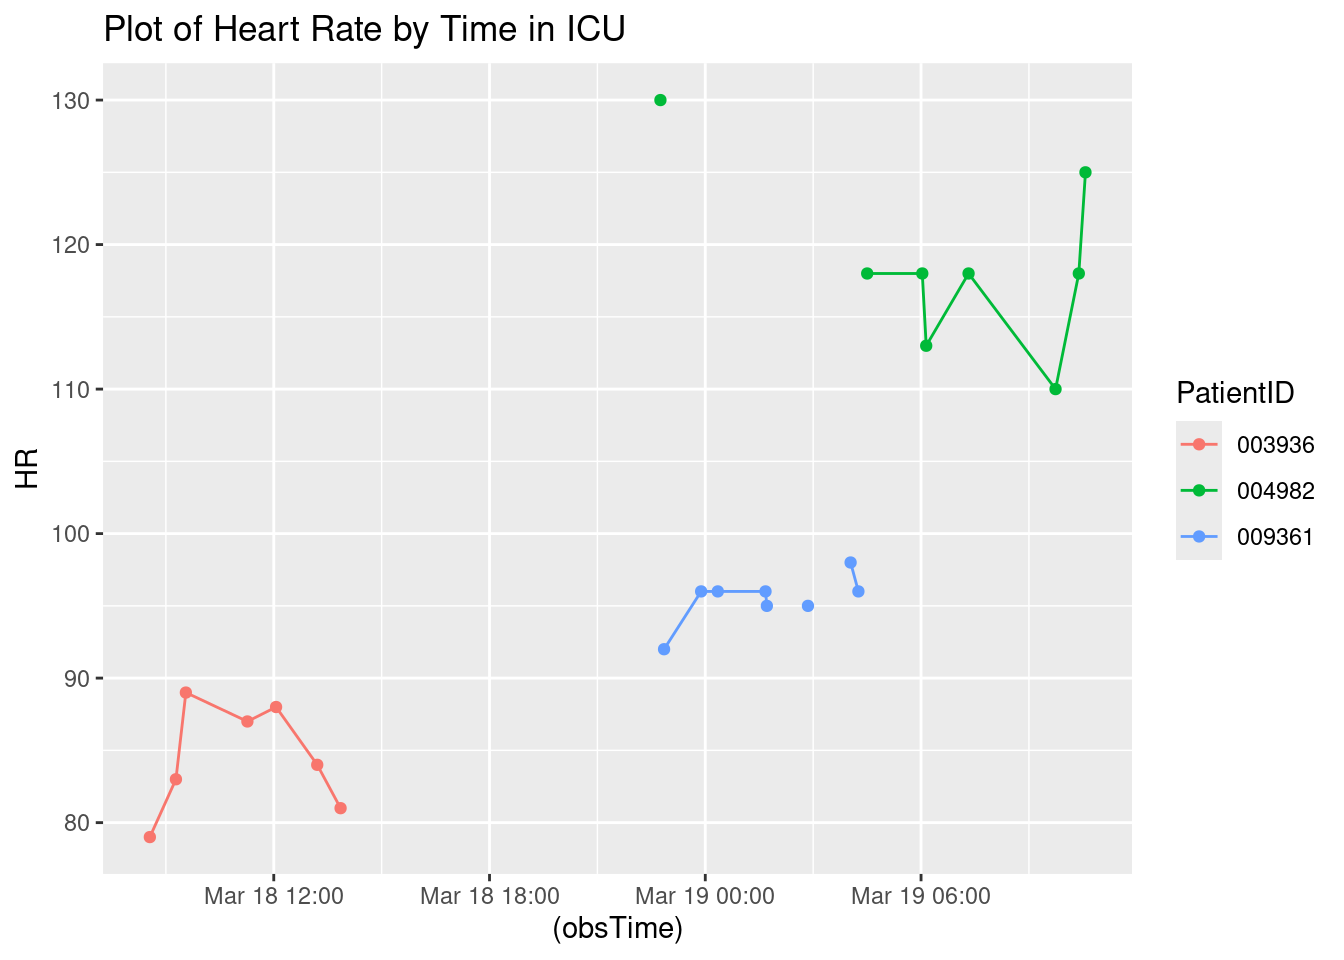 Plot of Heart Rate by Time in ICU
130
120
110
100
90
80
HR
Mar 18 12:00
Mar 18 18:00
Mar 19 00:00
Mar 19 06:00
(obsTime)
PatientID
003936
004982
009361